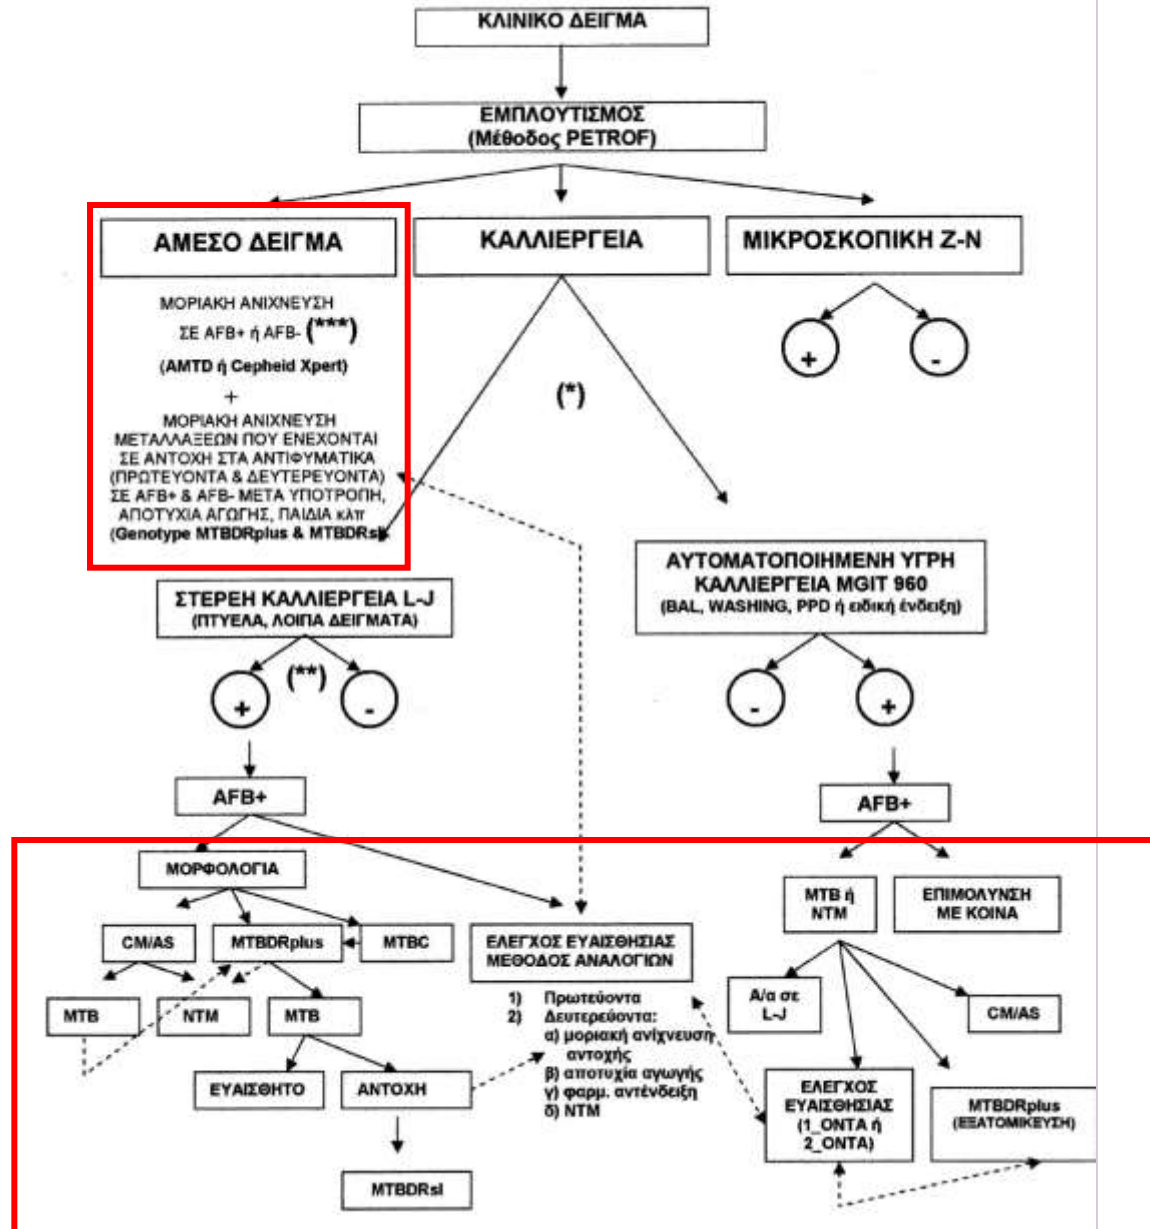 ΚΛΙΝΙΚΟ ΔΕΙΓΜΑ
ΕΜΠΛΟΥΤΙΣΜΟΣ
(Μέθοδος PETROF)
ΑΜΕΣΟ ΔΕΙΓΜΑ
ΚΑΛΛΙΕΡΓΕΙΑ
ΜΙΚΡΟΣΚΟΠΙΚΗ Ζ-Ν
ΜΟΡΙΑΚΗ ΑΝΙΧΝΕΥΣΗ
ΣΕ AFB+ ή AFB- (***)
(AMTD ή Cepheid Xpert)
+
ΜΟΡΙΑΚΗ ΑΝΙΧΝΕΥΣΗ
ΜΕΤΑΛΛΑΞΕΩΝ ΠΟΥ ΕΝΕΧΟΝΤΑΙ
ΣΕ ΑΝΤΟΧΗ ΣΤΑ ΑΝΤΙΦΥΜΑΤΙΚΑ
(ΠΡΩΤΕΥΟΝΤΑ & ΔΕΥΤΕΡΕΥΟΝΤΑ)
ΣΕ AFB+ & AFB- ΜΕΤΑ ΥΠΟΤΡΟΠΗ,
ΑΠΟΤΥΧΙΑ ΑΓΩΓΗΣ, ΠΑΙΔΙΑ κλπ
(Genotype MTBDRplus & MTBDRsl)
(*)
+
-
ΣΤΕΡΕΗ ΚΑΛΛΙΕΡΓΕΙΑ L-J
(ΠΤΥΕΛΑ, ΛΟΙΠΑ ΔΕΙΓΜΑΤΑ)
ΑΥΤΟΜΑΤΟΠΟΙΗΜΕΝΗ ΥΓΡΗ
ΚΑΛΛΙΕΡΓΕΙΑ MGIT 960
(BAL, WASHING, PPD ή ειδική ένδειξη)
+
(**)
-
-
+
AFB+
AFB+
ΜΟΡΦΟΛΟΓΙΑ
CM/AS
MTBDRplus
MTBC
MTB
NTM
MTB
ΕΥΑΙΣΘΗΤΟ
ΑΝΤΟΧΗ
MTBDRsl
ΕΛΕΓΧΟΣ ΕΥΑΙΣΘΗΣΙΑΣ
ΜΕΘΟΔΟΣ ΑΝΑΛΟΓΙΩΝ
1) Πρωτεύοντα
2) Δευτερεύοντα:
α) μοριακή ανίχνευση
αντοχής
β) αποτυχία αγωγής
γ) φαρμ. αντένδειξη
δ) NTM
MTB ή
NTM
ΕΠΙΜΟΛΥΝΣΗ
ΜΕ ΚΟΙΝΑ
Α/α σε
L-J
CM/AS
ΕΛΕΓΧΟΣ
ΕΥΑΙΣΘΗΣΙΑΣ
(1_ΟΝΤΑ ή
2_ΟΝΤΑ)
MTBDRplus
(ΕΞΑΤΟΜΙΚΕΥΣΗ)